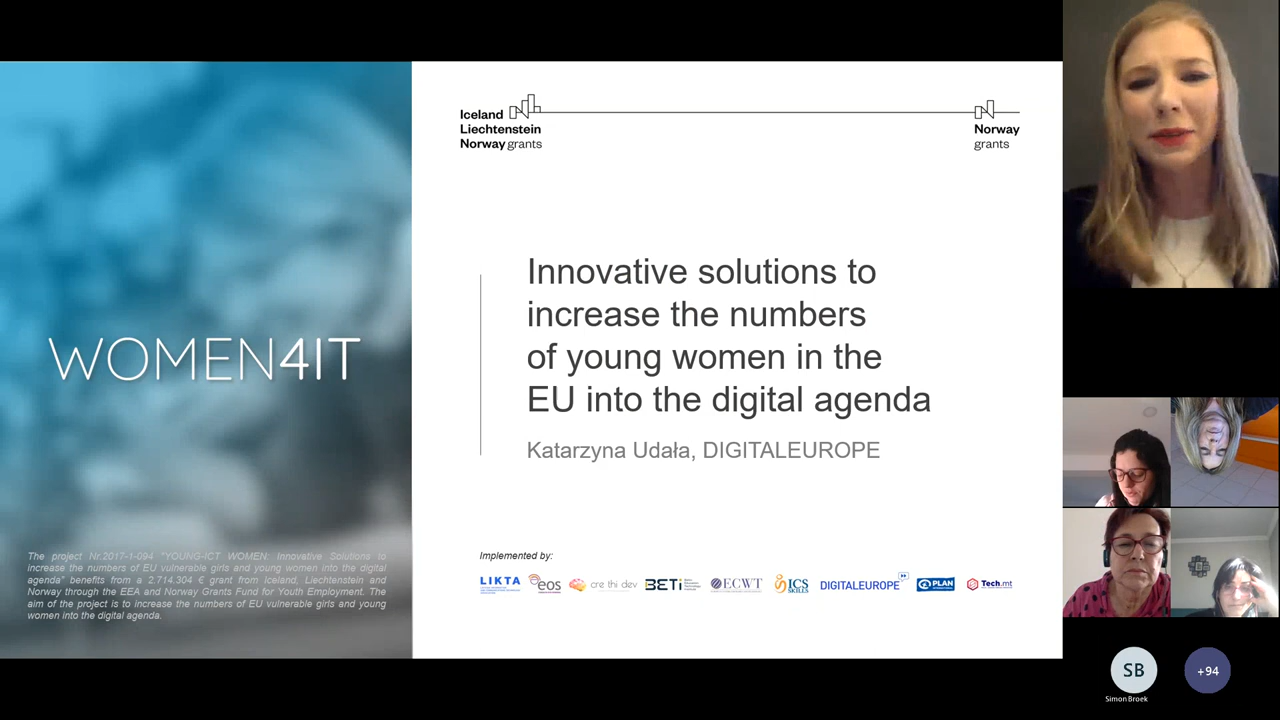 Iceland
Liechtenstein
Norway grants
Norway
grants
WOMEN4IT
Innovative solutions to
increase the numbers
of young women in the
EU into the digital agenda
Katarzyna Udała, DIGITALEUROPE
The project Nr.2017-1-094 "YOUNG-ICT WOMEN: Innovative Solutions to
increase the numbers of EU vulnerable girls and young women into the digital
agenda" benefits from a 2.714.304 € grant from Iceland, Liechtenstein and
Norway through the EEA and Norway Grants Fund for Youth Employment. The
aim of the project is to increase the numbers of EU vulnerable girls and young
women into the digital agenda.
Implemented by:
LIKTA eos cre thi dev BETi ECWT ICS SKILLS DIGITALEUROPE PLAN Tech.mt
SB
+94
Simon Broek